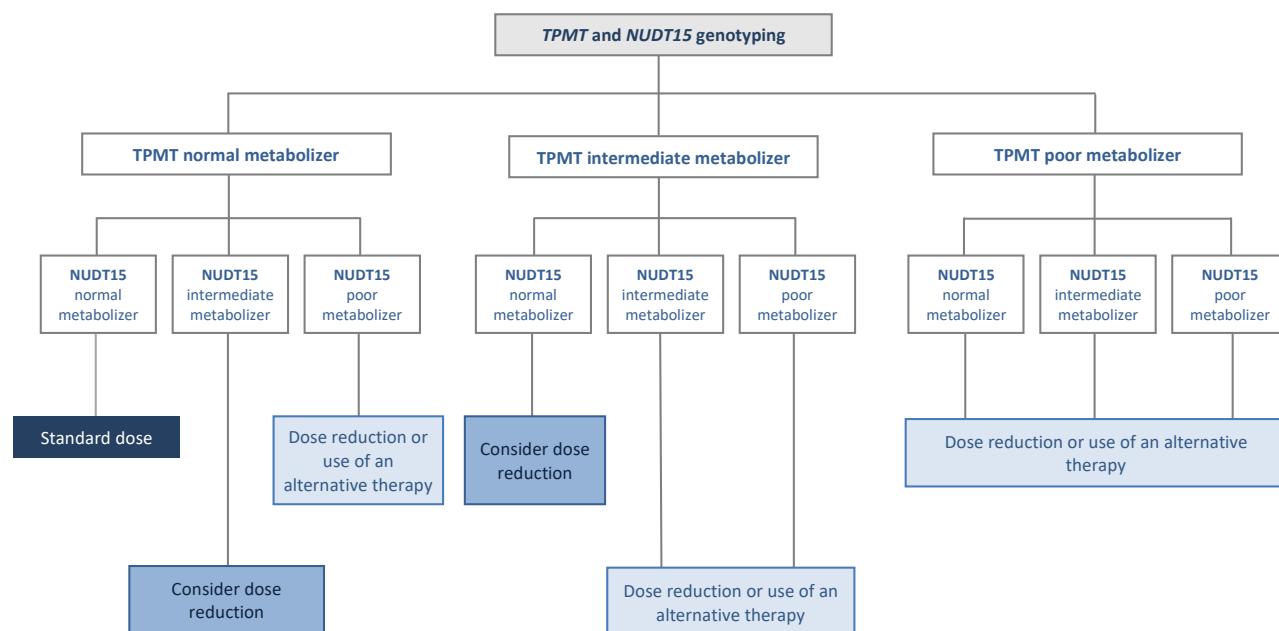 TPMT and NUDT15 genotyping
TPMT normal metabolizer
TPMT intermediate metabolizer
TPMT poor metabolizer
NUDT15
normal
metabolizer
NUDT15
intermediate
metabolizer
NUDT15
poor
metabolizer
NUDT15
normal
metabolizer
NUDT15
intermediate
metabolizer
NUDT15
poor
metabolizer
NUDT15
normal
metabolizer
NUDT15
intermediate
metabolizer
NUDT15
poor
metabolizer
Standard dose
Dose reduction or
use of an
alternative therapy
Consider dose
reduction
Dose reduction or use of an alternative
therapy
Consider dose
reduction
Dose reduction or use of an
alternative therapy